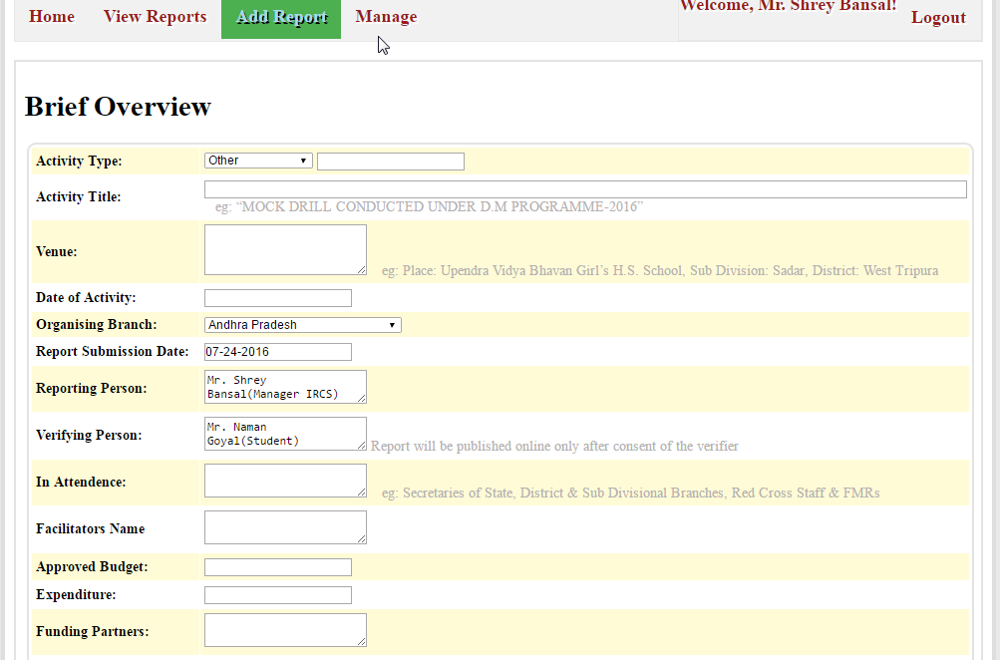 Home View Reports Add Report Manage Welcome, Mr. Shrey Bansal! Logout
Brief Overview
Activity Type: Other
Activity Title:
eg: “MOCK DRILL CONDUCTED UNDER D.M PROGRAMME-2016”
Venue:
eg: Place: Upendra Vidya Bhavan Girl’s H.S. School, Sub Division: Sadar, District: West Tripura
Date of Activity:
Organising Branch: Andhra Pradesh
Report Submission Date: 07-24-2016
Reporting Person: Mr. Shrey
Bansal(Manager IRCS)
Verifying Person: Mr. Naman
Goyal(Student)
Report will be published online only after consent of the verifier
In Attendence:
eg: Secretaries of State, District & Sub Divisional Branches, Red Cross Staff & FMRs
Facilitators Name
Approved Budget:
Expenditure:
Funding Partners: